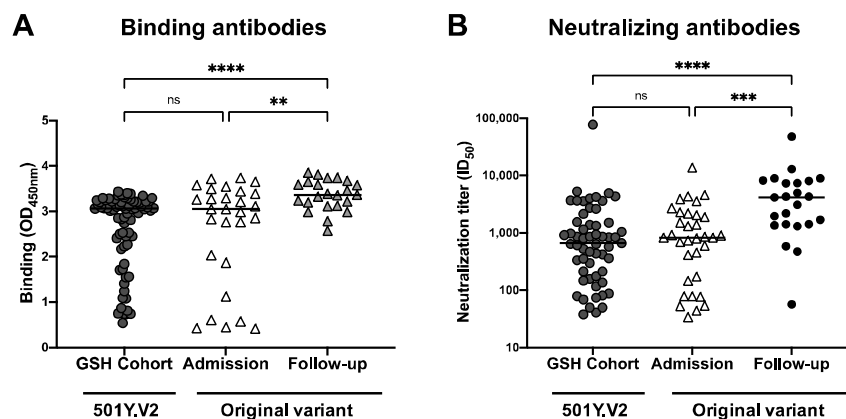 A Binding antibodies
****
ns **
Binding (OD450nm)
5
4
3
2
1
0
GSH Cohort Admission Follow-up
501Y.V2 Original variant
B Neutralizing antibodies
****
ns ***
Neutralization titer (ID50)
100,000
10,000
1,000
100
10
GSH Cohort Admission Follow-up
501Y.V2 Original variant